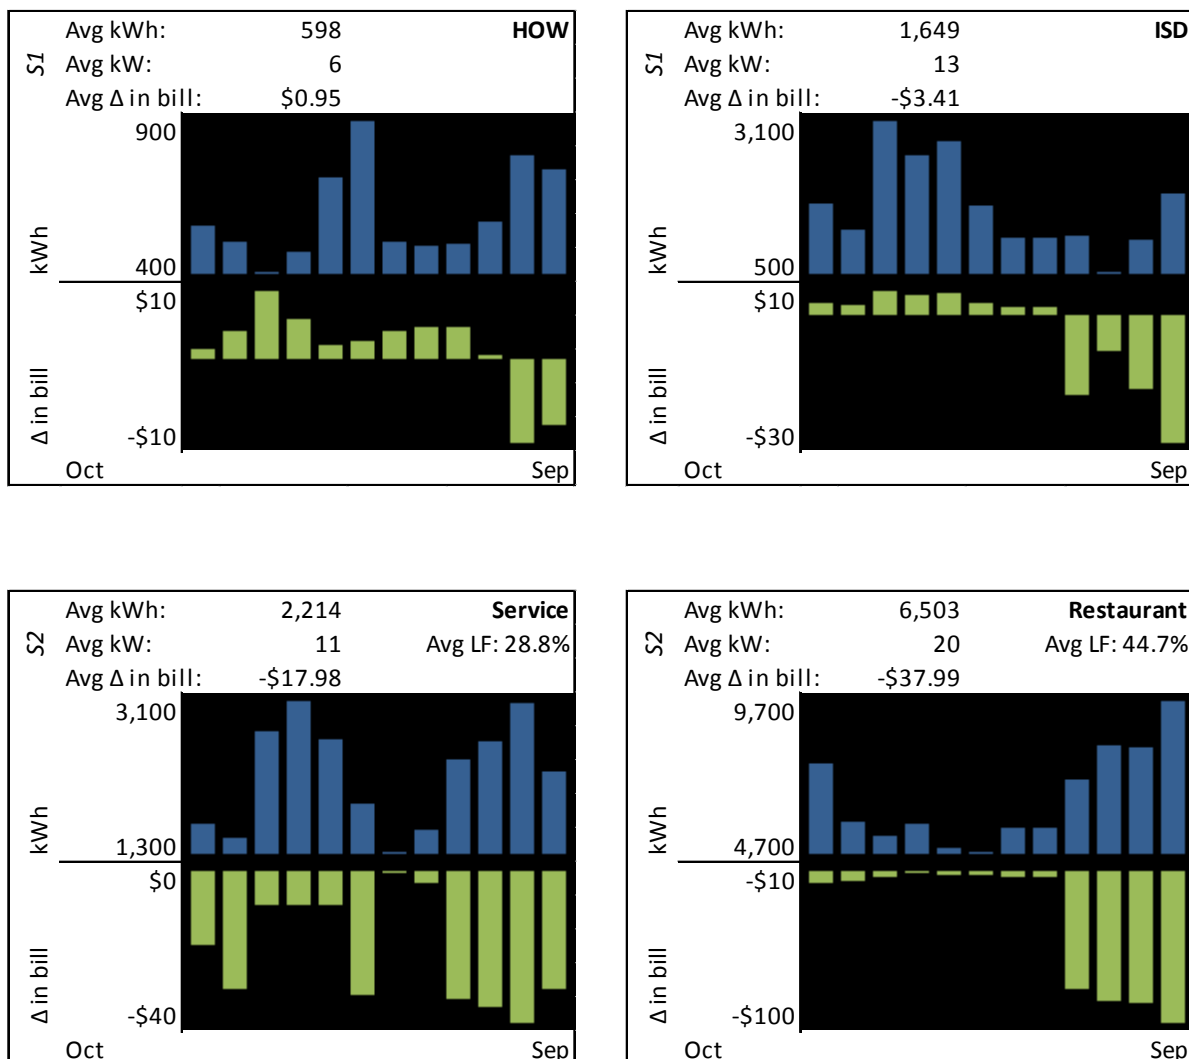 Avg kWh: 598 HOW
S1 Avg kW: 6
Avg Δ in bill: $0.95
900
kWh
400
$10
Δ in bill
-$10
Oct Sep
Avg kWh: 1,649 ISD
S1 Avg kW: 13
Avg Δ in bill: -$3.41
3,100
kWh
500
$10
Δ in bill
-$30
Oct Sep
Avg kWh: 2,214 Service
S2 Avg kW: 11 Avg LF: 28.8%
Avg Δ in bill: -$17.98
3,100
kWh
1,300
$0
Δ in bill
-$40
Oct Sep
Avg kWh: 6,503 Restaurant
S2 Avg kW: 20 Avg LF: 44.7%
Avg Δ in bill: -$37.99
9,700
kWh
4,700
-$10
Δ in bill
-$100
Oct Sep